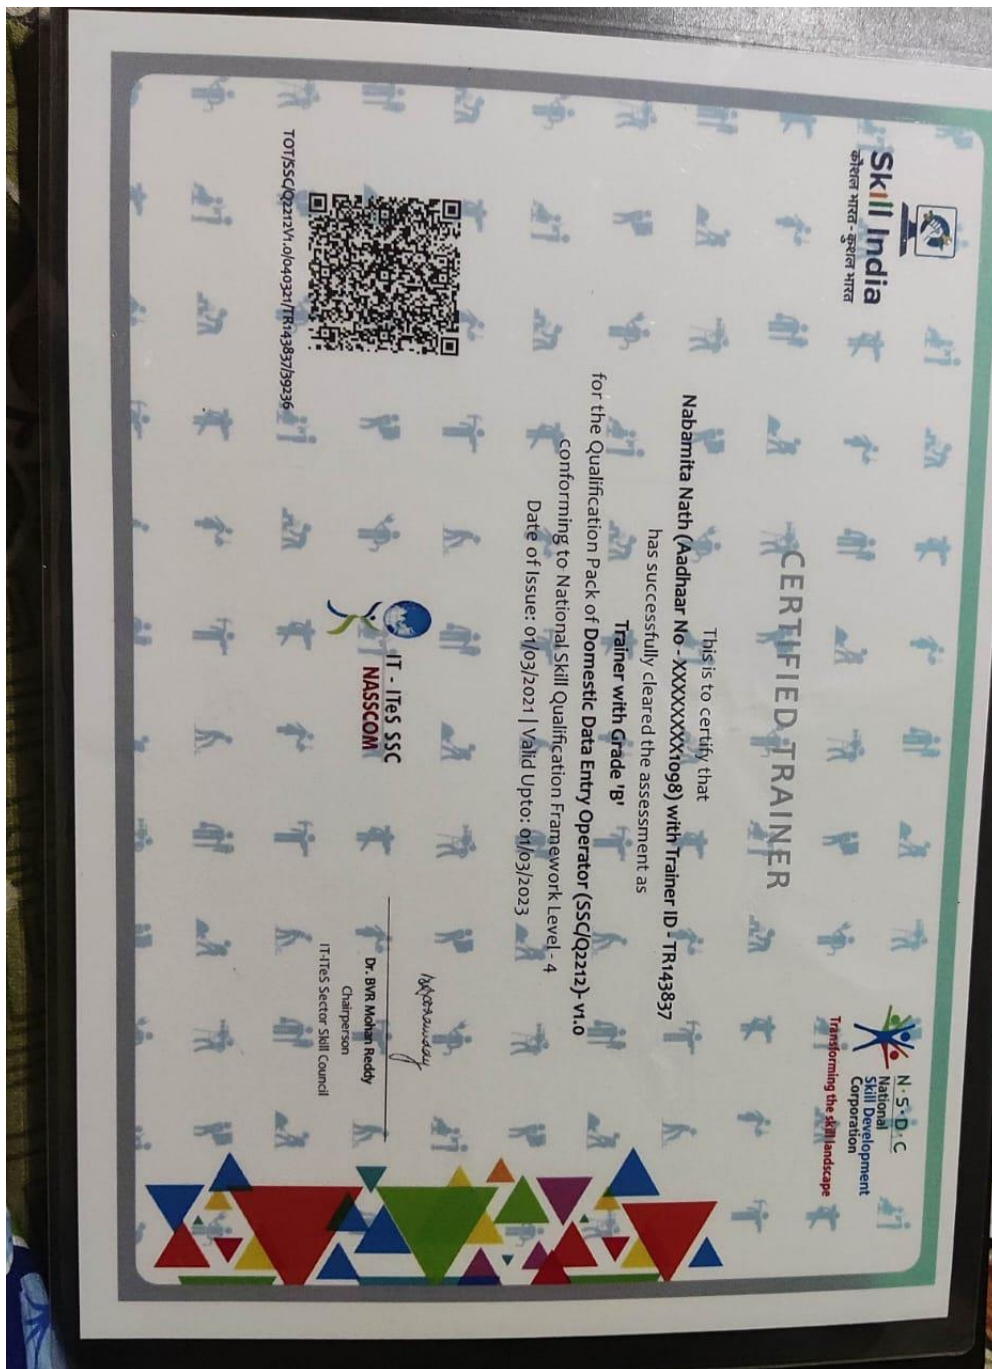 Skill India
कौशल भारत - कुशल भारत
N·S·D·C
National
Skill Development
Corporation
Transforming the skill landscape
CERTIFIED TRAINER
This is to certify that
Nabamita Nath (Aadhaar No - XXXXXXXX1098) with Trainer ID - TR143837
has successfully cleared the assessment as
Trainer with Grade 'B'
for the Qualification Pack of Domestic Data Entry Operator (SSC/Q2212)- v1.0
conforming to National Skill Qualification Framework Level - 4
Date of Issue: 01/03/2021 | Valid Upto: 01/03/2023
IT - ITeS SSC
NASSCOM
Dr. BVR Mohan Reddy
Chairperson
IT-ITeS Sector Skill Council
TOT/SSC/Q2212V1.0/040321/TR143837/39236